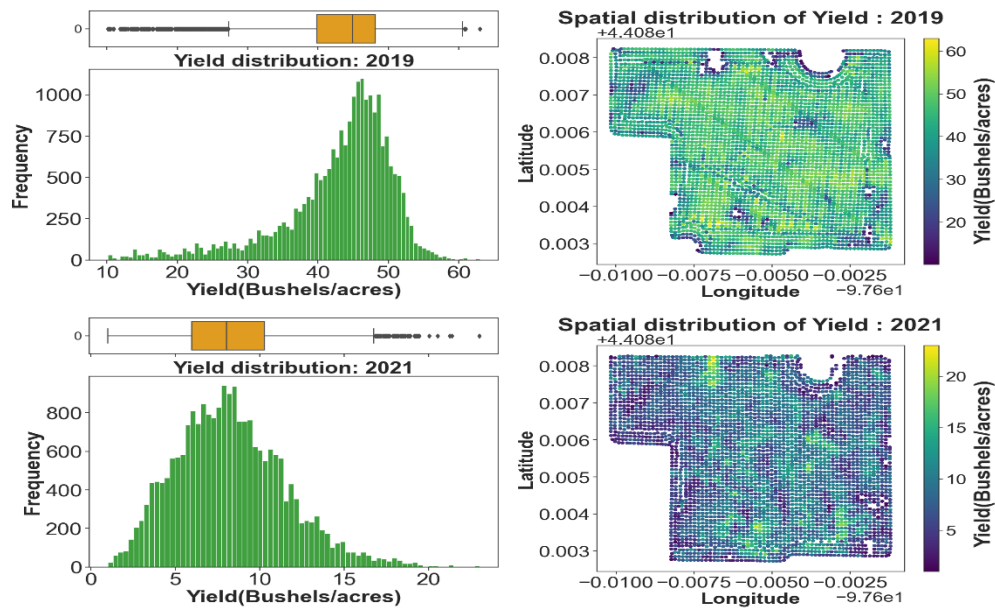 0
Yield distribution: 2019
Frequency
1000
750
500
250
0
10 20 30 40 50 60
Yield(Bushels/acres)
Spatial distribution of Yield : 2019
+4.408e1
Latitude
0.008
0.007
0.006
0.005
0.004
0.003
−0.0100 −0.0075 −0.0050 −0.0025
Longitude
−9.76e1
60
50
40
30
20
Yield(Bushels/acres)
0
Yield distribution: 2021
Frequency
800
600
400
200
0
0 5 10 15 20
Yield(Bushels/acres)
Spatial distribution of Yield : 2021
+4.408e1
Latitude
0.008
0.007
0.006
0.005
0.004
0.003
−0.0100 −0.0075 −0.0050 −0.0025
Longitude
−9.76e1
20
15
10
5
Yield(Bushels/acres)